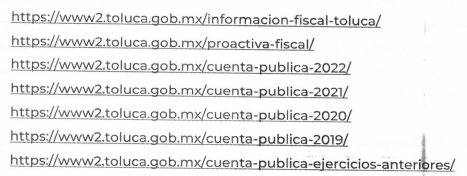 https://www2.toluca.gob.mx/informacion-fiscal-toluca/
https://www2.toluca.gob.mx/proactiva-fiscal/
https://www2.toluca.gob.mx/cuenta-publica-2022/
https://www2.toluca.gob.mx/cuenta-publica-2021/
https://www2.toluca.gob.mx/cuenta-publica-2020/
https://www2.toluca.gob.mx/cuenta-publica-2019/
https://www2.toluca.gob.mx/cuenta-publica-ejercicios-anteriores/